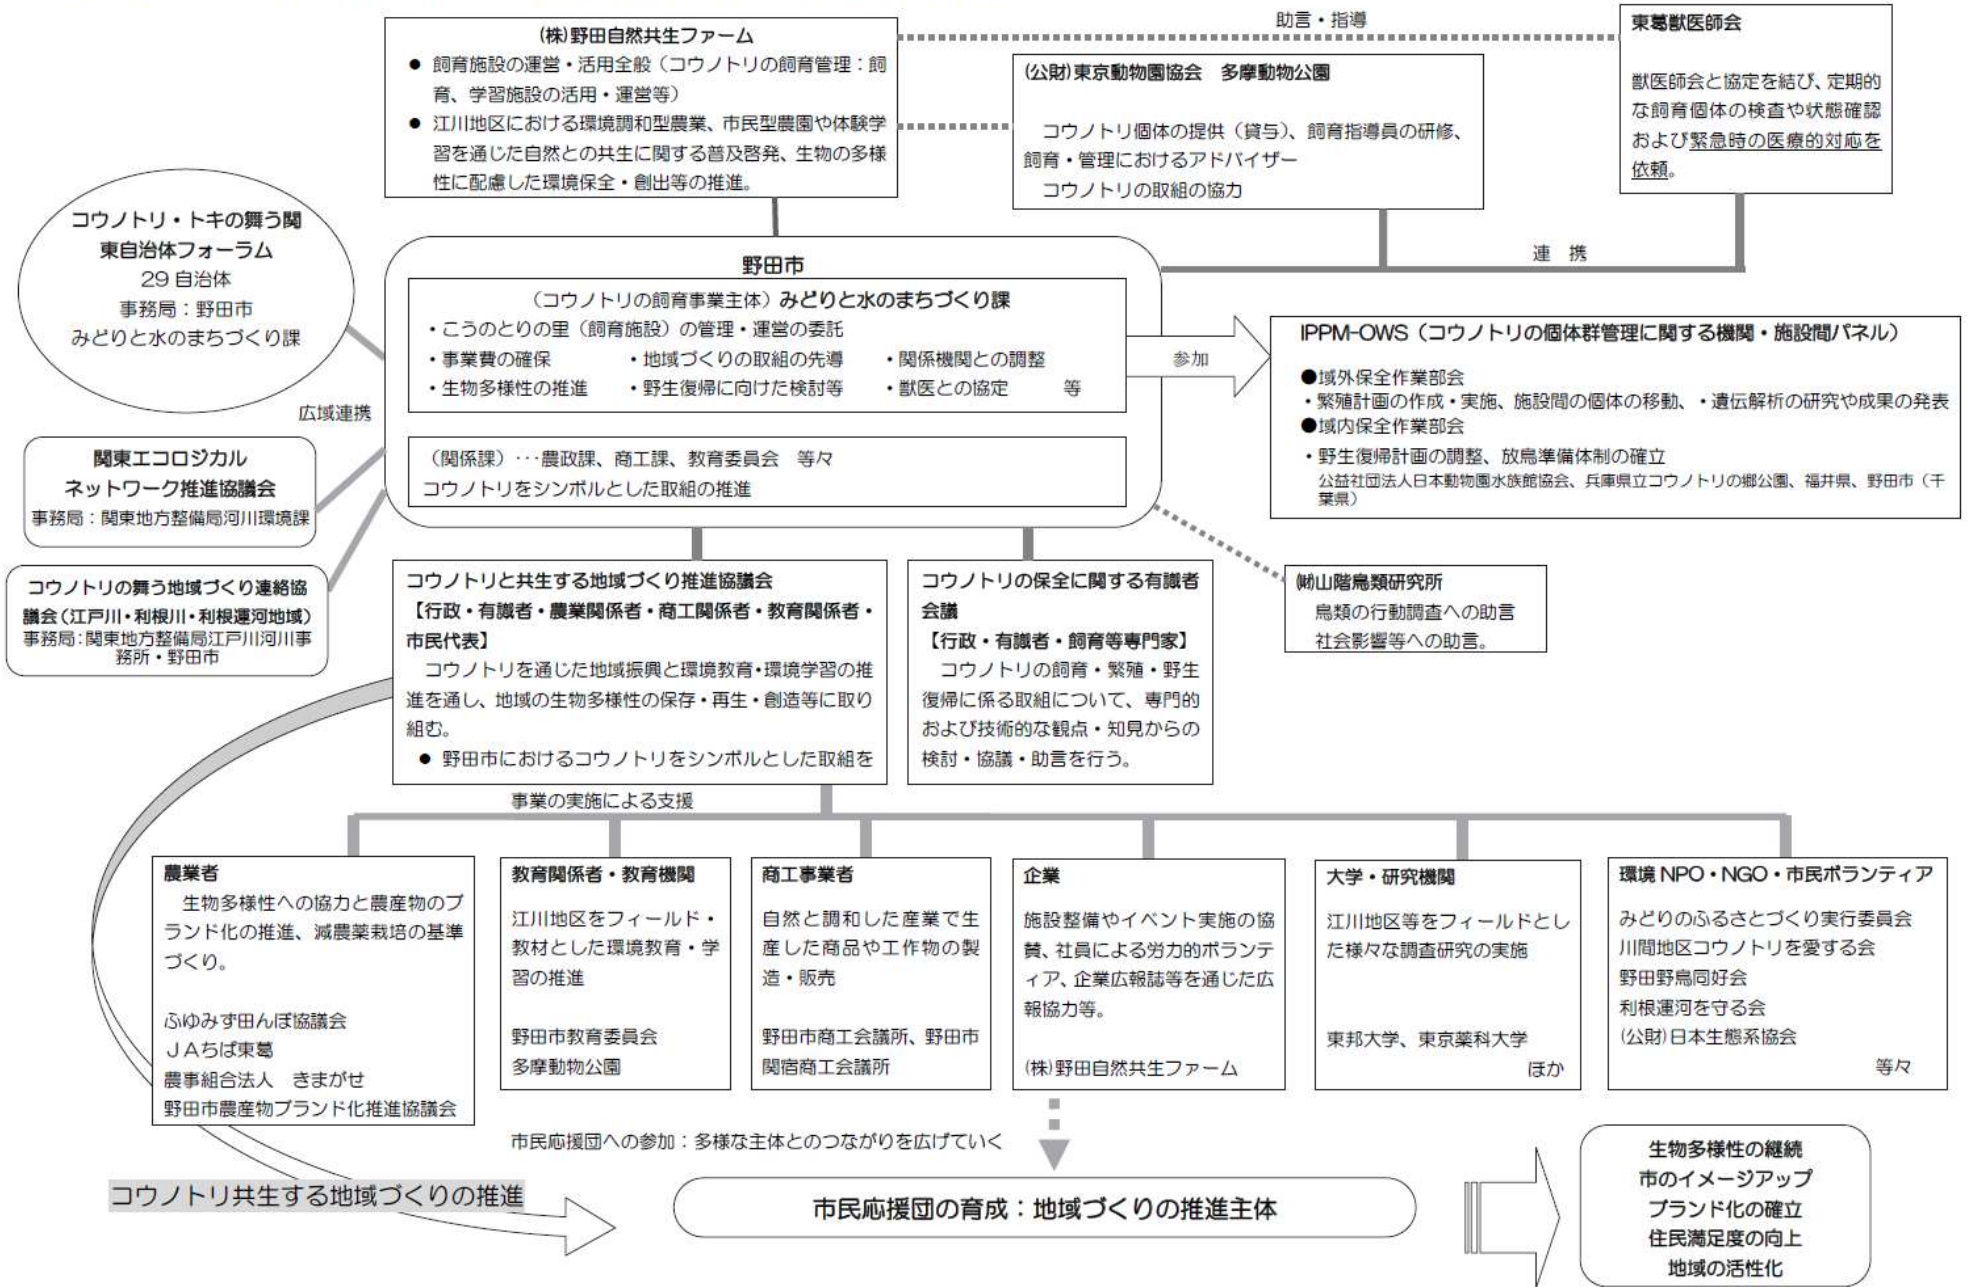 (株)野田自然共生ファーム
● 飼育施設の運営・活用全般（コウノトリの飼育管理：飼
育、学習施設の活用・運営等）
● 江川地区における環境調和型農業、市民型農園や体験学
習を通じた自然との共生に関する普及啓発、生物の多様
性に配慮した環境保全・創出等の推進。
助言・指導
(公財)東京動物園協会　多摩動物公園
コウノトリ個体の提供（貸与）、飼育指導員の研修、
飼育・管理におけるアドバイザー
コウノトリの取組の協力
東葛獣医師会
獣医師会と協定を結び、定期的
な飼育個体の検査や状態確認
および緊急時の医療的対応を
依頼。
連　携
コウノトリ・トキの舞う関
東自治体フォーラム
29 自治体
事務局：野田市
みどりと水のまちづくり課
広域連携
関東エコロジカル
ネットワーク推進協議会
事務局：関東地方整備局河川環境課
コウノトリの舞う地域づくり連絡協
議会（江戸川・利根川・利根運河地域）
事務局：関東地方整備局江戸川河川事
務所・野田市
野田市
（コウノトリの飼育事業主体）みどりと水のまちづくり課
・こうのとりの里（飼育施設）の管理・運営の委託
・事業費の確保　・地域づくりの取組の先導　・関係機関との調整
・生物多様性の推進　・野生復帰に向けた検討等　・獣医との協定　等
（関係課）…農政課、商工課、教育委員会　等々
コウノトリをシンボルとした取組の推進
参加
IPPM-OWS（コウノトリの個体群管理に関する機関・施設間パネル）
●域外保全作業部会
・繁殖計画の作成・実施、施設間の個体の移動、・遺伝解析の研究や成果の発表
●域内保全作業部会
・野生復帰計画の調整、放鳥準備体制の確立
公益社団法人日本動物園水族館協会、兵庫県立コウノトリの郷公園、福井県、野田市（千
葉県）
コウノトリと共生する地域づくり推進協議会
【行政・有識者・農業関係者・商工関係者・教育関係者・
市民代表】
コウノトリを通じた地域振興と環境教育・環境学習の推
進を通し、地域の生物多様性の保存・再生・創造等に取り
組む。
● 野田市におけるコウノトリをシンボルとした取組を
コウノトリの保全に関する有識者
会議
【行政・有識者・飼育等専門家】
コウノトリの飼育・繁殖・野生
復帰に係る取組について、専門的
および技術的な観点・知見からの
検討・協議・助言を行う。
㈶山階鳥類研究所
鳥類の行動調査への助言
社会影響等への助言。
事業の実施による支援
農業者
生物多様性への協力と農産物のブ
ランド化の推進、減農薬栽培の基準
づくり。
ふゆみず田んぼ協議会
ＪＡちば東葛
農事組合法人　きまがせ
野田市農産物ブランド化推進協議会
教育関係者・教育機関
江川地区をフィールド・
教材とした環境教育・学
習の推進
野田市教育委員会
多摩動物公園
商工事業者
自然と調和した産業で生
産した商品や工作物の製
造・販売
野田市商工会議所、野田市
関宿商工会議所
企業
施設整備やイベント実施の協
賛、社員による労力的ボランテ
ィア、企業広報誌等を通じた広
報協力等。
(株)野田自然共生ファーム
大学・研究機関
江川地区等をフィールドとし
た様々な調査研究の実施
東邦大学、東京薬科大学
ほか
環境 NPO・NGO・市民ボランティア
みどりのふるさとづくり実行委員会
川間地区コウノトリを愛する会
野田野鳥同好会
利根運河を守る会
(公財)日本生態系協会
等々
市民応援団への参加：多様な主体とのつながりを広げていく
コウノトリ共生する地域づくりの推進
市民応援団の育成：地域づくりの推進主体
生物多様性の継続
市のイメージアップ
ブランド化の確立
住民満足度の向上
地域の活性化